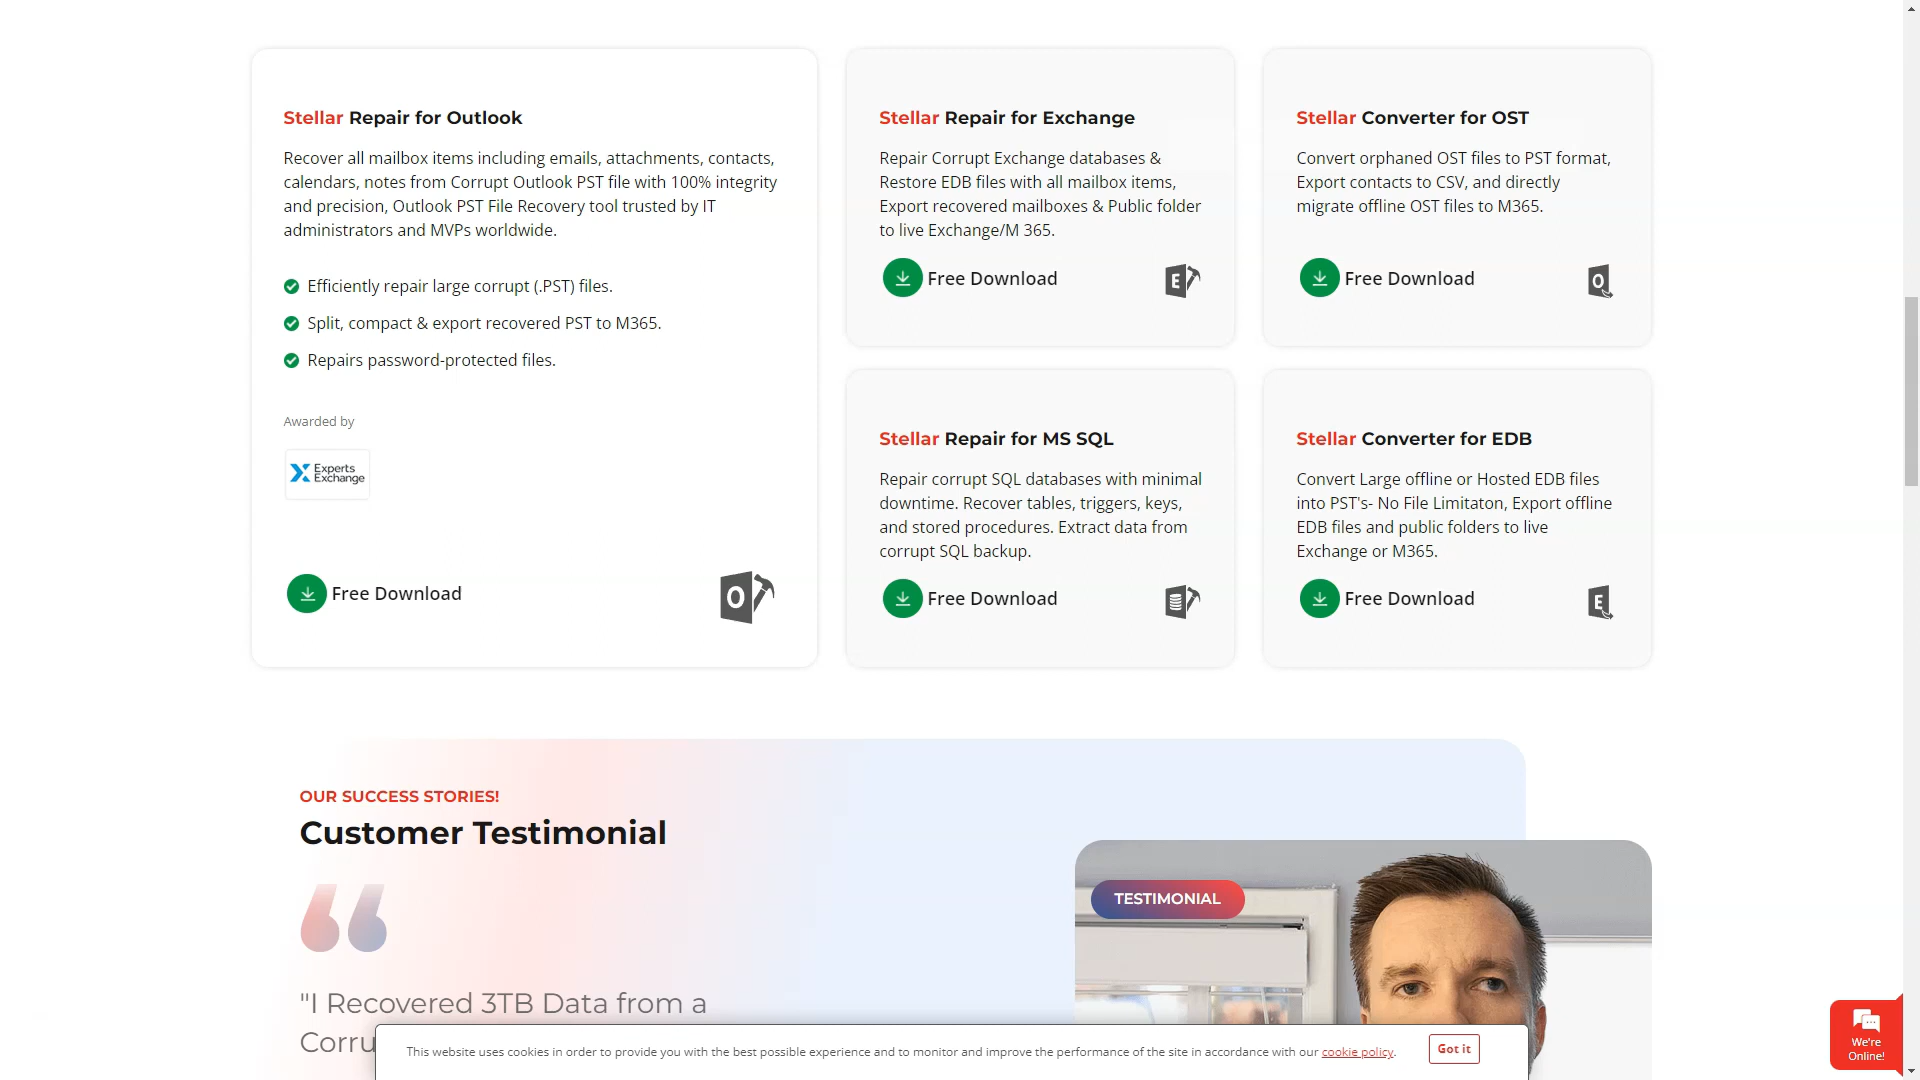 Stellar Repair for Outlook
Recover all mailbox items including emails, attachments, contacts,
calendars, notes from Corrupt Outlook PST file with 100% integrity
and precision, Outlook PST File Recovery tool trusted by IT
administrators and MVPs worldwide.
Efficiently repair large corrupt (.PST) files.
Split, compact & export recovered PST to M365.
Repairs password-protected files.
Awarded by
Experts
Exchange
Free Download
O
Stellar Repair for Exchange
Repair Corrupt Exchange databases &
Restore EDB files with all mailbox items,
Export recovered mailboxes & Public folder
to live Exchange/M 365.
Free Download
E
Stellar Converter for OST
Convert orphaned OST files to PST format,
Export contacts to CSV, and directly
migrate offline OST files to M365.
Free Download
O
Stellar Repair for MS SQL
Repair corrupt SQL databases with minimal
downtime. Recover tables, triggers, keys,
and stored procedures. Extract data from
corrupt SQL backup.
Free Download
Stellar Converter for EDB
Convert Large offline or Hosted EDB files
into PST's- No File Limitaton, Export offline
EDB files and public folders to live
Exchange or M365.
Free Download
E
OUR SUCCESS STORIES!
Customer Testimonial
"I Recovered 3TB Data from a
Corru
TESTIMONIAL
This website uses cookies in order to provide you with the best possible experience and to monitor and improve the performance of the site in accordance with our cookie policy.
Got it
We're
Online!